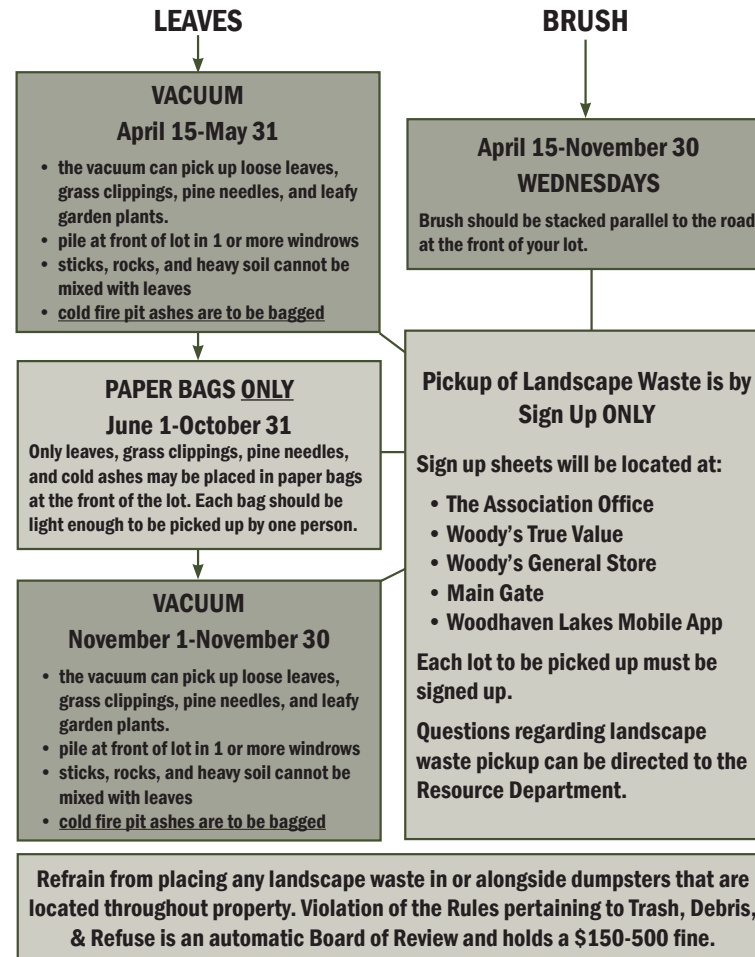 LEAVES
VACUUM
April 15-May 31
• the vacuum can pick up loose leaves,
grass clippings, pine needles, and leafy
garden plants.
• pile at front of lot in 1 or more windrows
• sticks, rocks, and heavy soil cannot be
mixed with leaves
• cold fire pit ashes are to be bagged
PAPER BAGS ONLY
June 1-October 31
Only leaves, grass clippings, pine needles,
and cold ashes may be placed in paper bags
at the front of the lot. Each bag should be
light enough to be picked up by one person.
VACUUM
November 1-November 30
• the vacuum can pick up loose leaves,
grass clippings, pine needles, and leafy
garden plants.
• pile at front of lot in 1 or more windrows
• sticks, rocks, and heavy soil cannot be
mixed with leaves
• cold fire pit ashes are to be bagged
BRUSH
April 15-November 30
WEDNESDAYS
Brush should be stacked parallel to the road
at the front of your lot.
Pickup of Landscape Waste is by
Sign Up ONLY
Sign up sheets will be located at:
• The Association Office
• Woody's True Value
• Woody's General Store
• Main Gate
• Woodhaven Lakes Mobile App
Each lot to be picked up must be
signed up.
Questions regarding landscape
waste pickup can be directed to the
Resource Department.
Refrain from placing any landscape waste in or alongside dumpsters that are
located throughout property. Violation of the Rules pertaining to Trash, Debris,
& Refuse is an automatic Board of Review and holds a $150-500 fine.